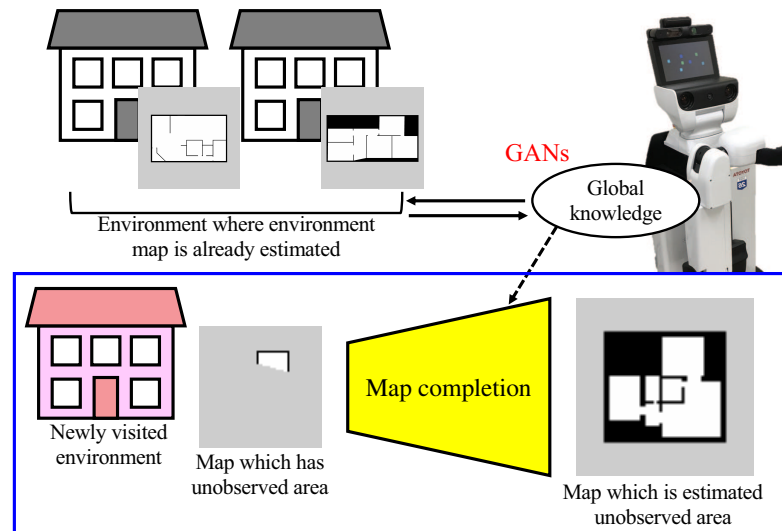 GANs
Global
knowledge
Environment where environment
map is already estimated
Map completion
Newly visited
environment
Map which has
unobserved area
Map which is estimated
unobserved area